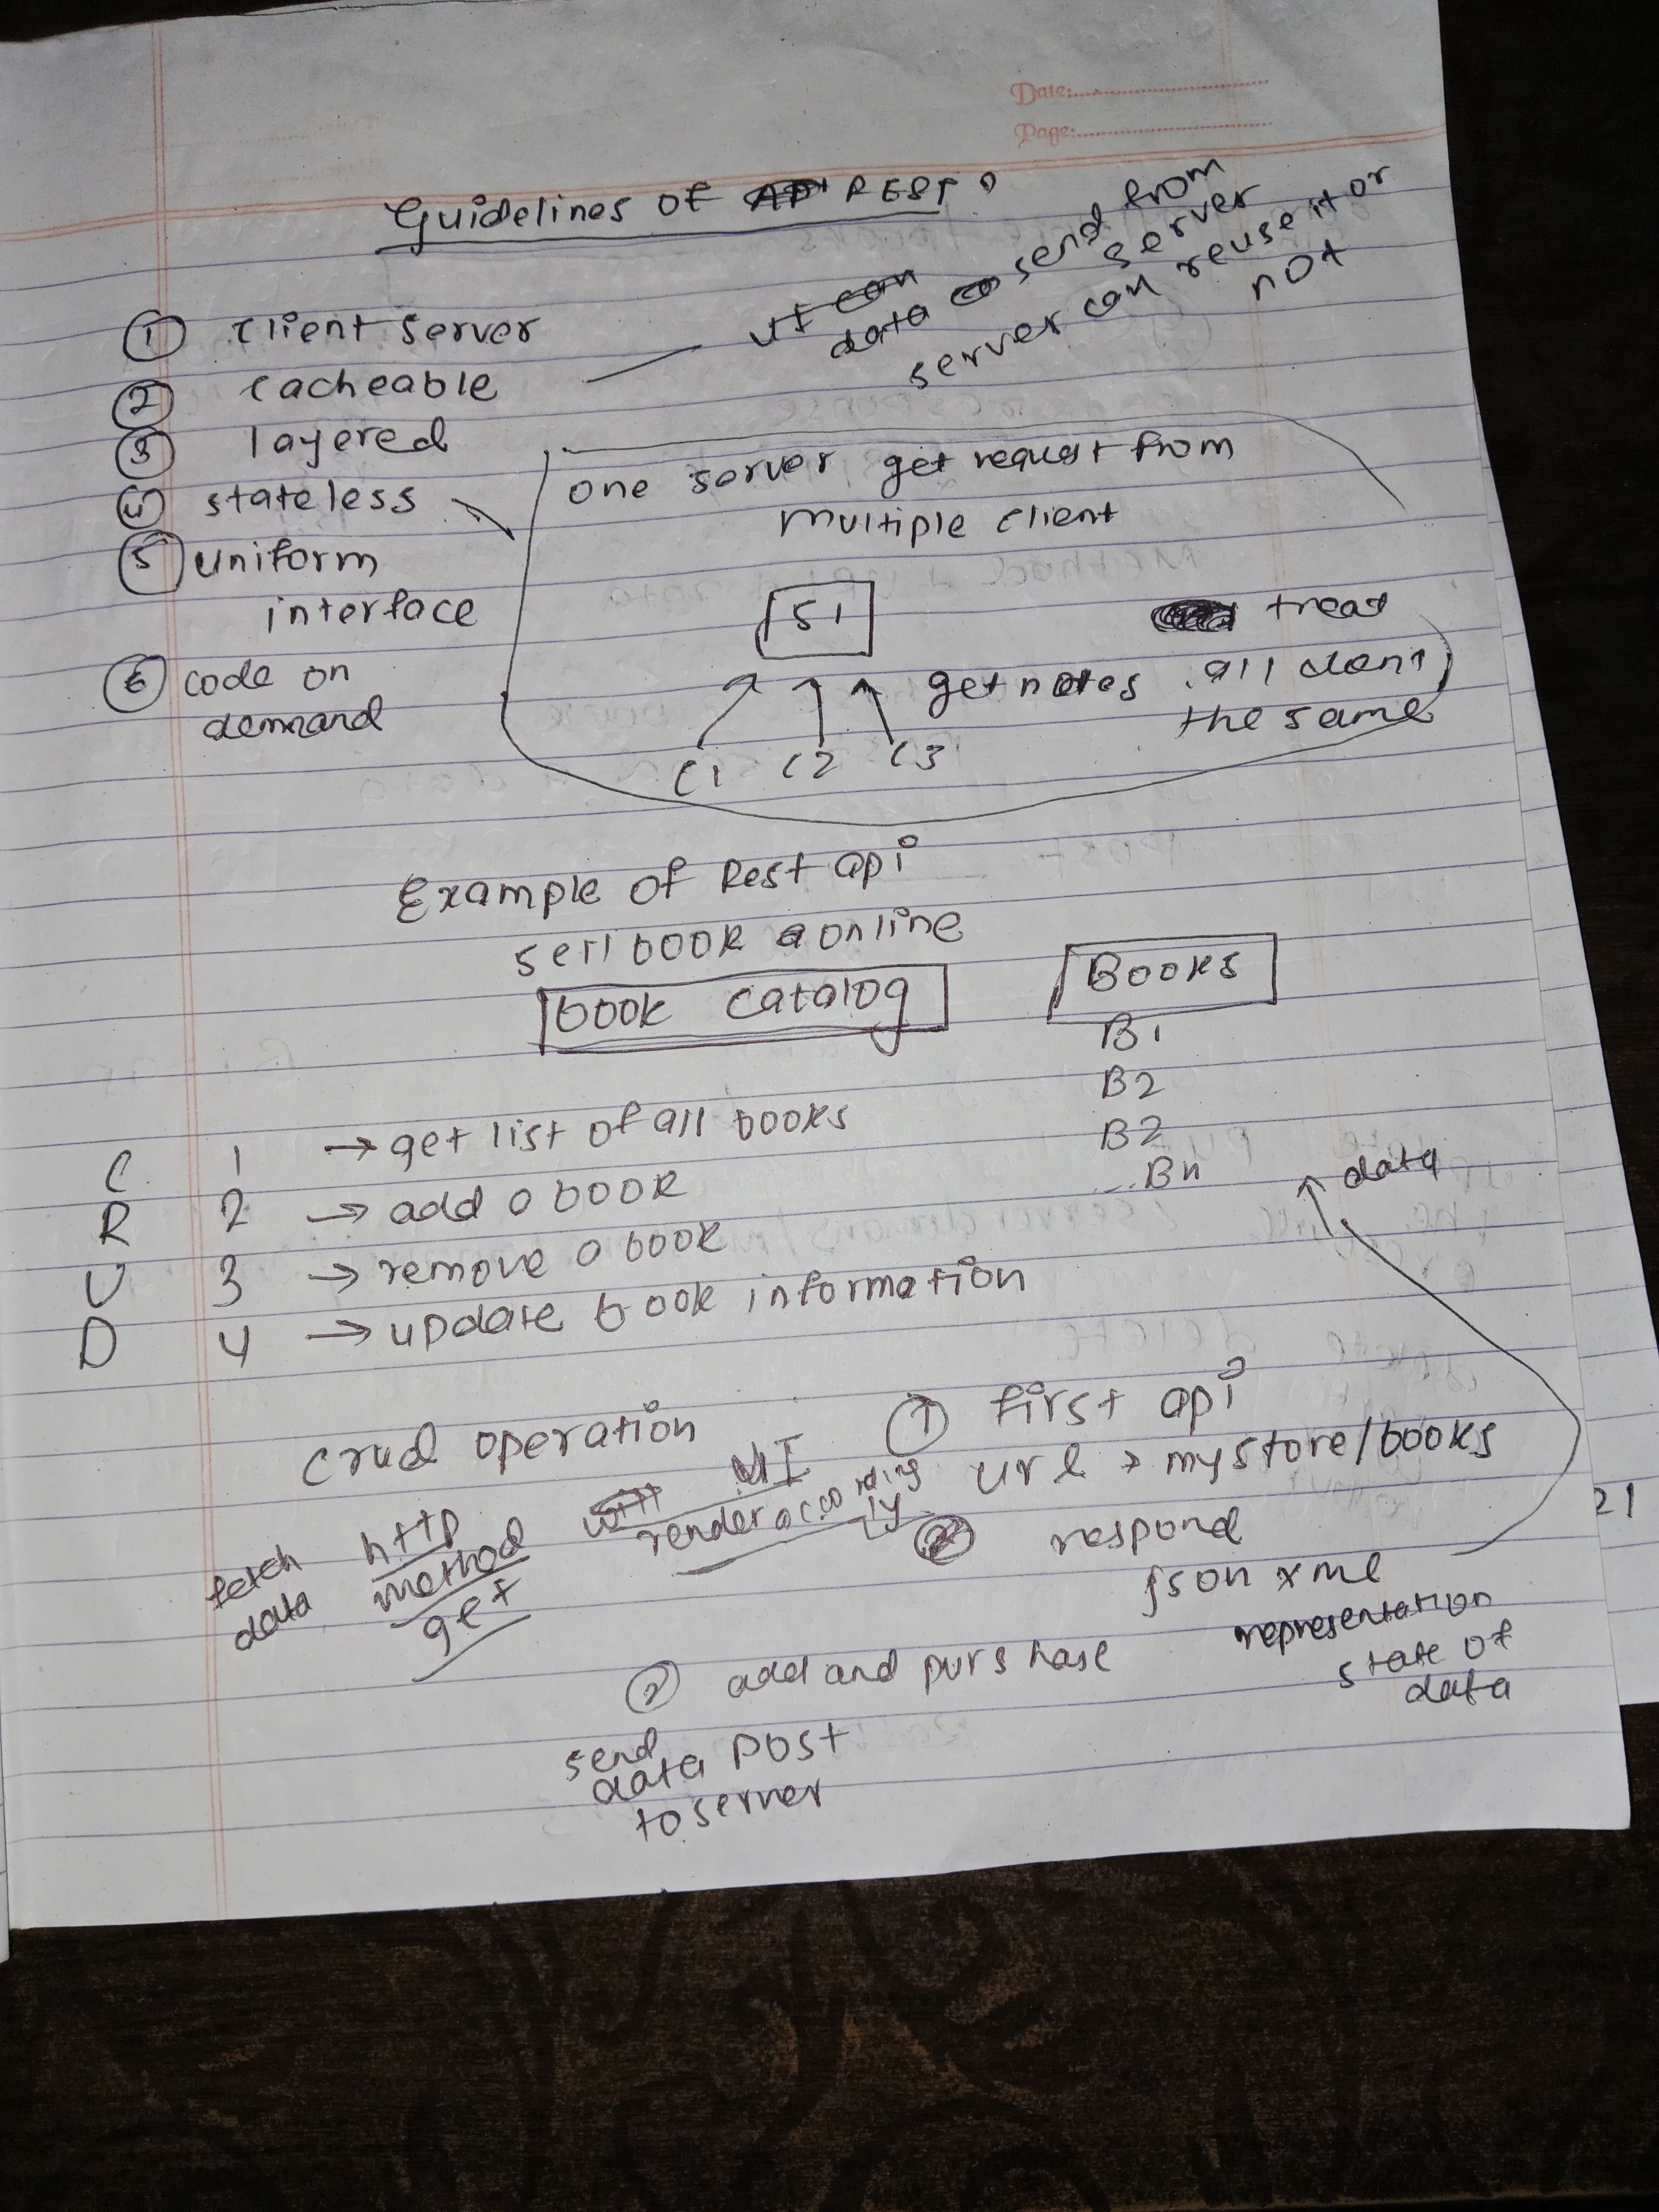 Date:
Page:
Guidelines of REST?
① client server
② cacheable
③ layered
④ stateless
⑤ uniform
interface
⑥ code on
demand
UI can
data send from
server
server can reuse it or
not
one server get request from
multiple client
S1
treat
get notes all client
the same
C1 C2 C3
Example of Rest api
sell book online
book catalog
Books
B1
B2
B2
...Bn
data
C 1 → get list of all books
R 2 → add a book
U 3 → remove a book
D 4 → update book information
crud operation
① first api
url > mystore/books
UI
render accordingly
fetch
data
http
method
get
respond
json xml
representation
state of
data
② add and purshase
send
data post
to server
21